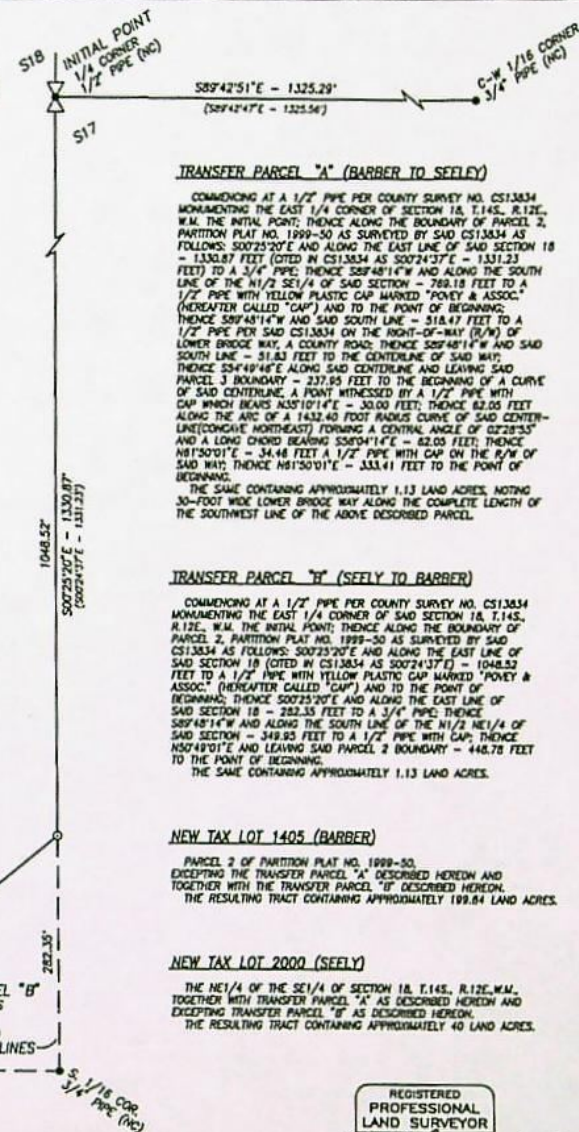 S18
INITIAL POINT
1/4 CORNER
1/2" PIPE (NC)
S17
S89°42'51"E - 1325.29'
(S89°42'47"E - 1325.56')
C-W 1/16 CORNER
3/4" PIPE (NC)
TRANSFER PARCEL "A" (BARBER TO SEELEY)
COMMENCING AT A 1/2" PIPE PER COUNTY SURVEY NO. CS13834
MONUMENTING THE EAST 1/4 CORNER OF SECTION 18, T.14S., R.12E.,
W.M. THE INITIAL POINT; THENCE ALONG THE BOUNDARY OF PARCEL 2,
PARTITION PLAT NO. 1999-50 AS SURVEYED BY SAID CS13834 AS
FOLLOWS: S00°25'20"E AND ALONG THE EAST LINE OF SAID SECTION 18
- 1330.87 FEET (CITED IN CS13834 AS S00°24'37"E - 1331.23
FEET) TO A 3/4" PIPE; THENCE S89°48'14"W AND ALONG THE SOUTH
LINE OF THE N1/2 SE1/4 OF SAID SECTION - 769.18 FEET TO A
1/2" PIPE WITH YELLOW PLASTIC CAP MARKED "POVEY & ASSOC."
(HEREAFTER CALLED "CAP") AND TO THE POINT OF BEGINNING;
THENCE S89°48'14"W AND SAID SOUTH LINE - 518.47 FEET TO A
1/2" PIPE PER SAID CS13834 ON THE RIGHT-OF-WAY (R/W) OF
LOWER BRIDGE WAY, A COUNTY ROAD; THENCE S89°48'14"W AND SAID
SOUTH LINE - 51.83 FEET TO THE CENTERLINE OF SAID WAY;
THENCE S54°49'46"E ALONG SAID CENTERLINE AND LEAVING SAID
PARCEL 3 BOUNDARY - 237.95 FEET TO THE BEGINNING OF A CURVE
OF SAID CENTERLINE, A POINT WITNESSED BY A 1/2" PIPE WITH
CAP WHICH BEARS N35°10'14"E - 30.00 FEET; THENCE 62.05 FEET
ALONG THE ARC OF A 1432.40 FOOT RADIUS CURVE OF SAID CENTER-
LINE(CONCAVE NORTHEAST) FORMING A CENTRAL ANGLE OF 02°28'55"
AND A LONG CHORD BEARING S56°04'14"E - 62.05 FEET; THENCE
N61°50'01"E - 34.46 FEET A 1/2" PIPE WITH CAP ON THE R/W OF
SAID WAY; THENCE N61°50'01"E - 333.41 FEET TO THE POINT OF
BEGINNING.
THE SAME CONTAINING APPROXIMATELY 1.13 LAND ACRES, NOTING
30-FOOT WIDE LOWER BRIDGE WAY ALONG THE COMPLETE LENGTH OF
THE SOUTHWEST LINE OF THE ABOVE DESCRIBED PARCEL.
1048.52'
S00°25'20"E - 1330.87'
(S00°24'37"E - 1331.23')
TRANSFER PARCEL "B" (SEELY TO BARBER)
COMMENCING AT A 1/2" PIPE PER COUNTY SURVEY NO. CS13834
MONUMENTING THE EAST 1/4 CORNER OF SAID SECTION 18, T.14S.,
R.12E., W.M. THE INITIAL POINT; THENCE ALONG THE BOUNDARY OF
PARCEL 2, PARTITION PLAT NO. 1999-50 AS SURVEYED BY SAID
CS13834 AS FOLLOWS: S00°25'20"E AND ALONG THE EAST LINE OF
SAID SECTION 18 (CITED IN CS13834 AS S00°24'37"E) - 1048.52
FEET TO A 1/2" PIPE WITH YELLOW PLASTIC CAP MARKED "POVEY &
ASSOC." (HEREAFTER CALLED "CAP") AND TO THE POINT OF
BEGINNING; THENCE S00°25'20"E AND ALONG THE EAST LINE OF
SAID SECTION 18 - 282.35 FEET TO A 3/4" PIPE; THENCE
S89°48'14"W AND ALONG THE SOUTH LINE OF THE N1/2 NE1/4 OF
SAID SECTION - 349.95 FEET TO A 1/2" PIPE WITH CAP; THENCE
N50°49'01"E AND LEAVING SAID PARCEL 2 BOUNDARY - 448.78 FEET
TO THE POINT OF BEGINNING.
THE SAME CONTAINING APPROXIMATELY 1.13 LAND ACRES.
NEW TAX LOT 1405 (BARBER)
PARCEL 2 OF PARTITION PLAT NO. 1999-50,
EXCEPTING THE TRANSFER PARCEL "A" DESCRIBED HEREON AND
TOGETHER WITH THE TRANSFER PARCEL "B" DESCRIBED HEREON.
THE RESULTING TRACT CONTAINING APPROXIMATELY 199.84 LAND ACRES.
NEW TAX LOT 2000 (SEELY)
THE NE1/4 OF THE SE1/4 OF SECTION 18, T.14S., R.12E.,W.M.,
TOGETHER WITH TRANSFER PARCEL "A" AS DESCRIBED HEREON AND
EXCEPTING TRANSFER PARCEL "B" AS DESCRIBED HEREON.
THE RESULTING TRACT CONTAINING APPROXIMATELY 40 LAND ACRES.
282.35'
EL "B"
S
LINES
S. 1/16 COR.
3/4" PIPE (NC)
REGISTERED
PROFESSIONAL
LAND SURVEYOR